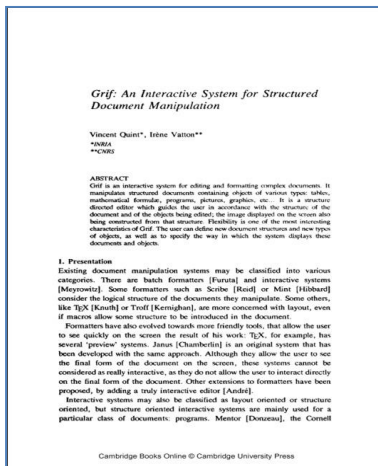 Grif: An Interactive System for Structured
Document Manipulation
Vincent Quint*, Irène Vatton**
*INRIA
**CNRS
ABSTRACT
Grif is an interactive system for editing and formatting complex documents. It
manipulates structured documents containing objects of various types: tables,
mathematical formulae, programs, pictures, graphics, etc... It is a structure
directed editor which guides the user in accordance with the structure of the
document and of the objects being edited; the image displayed on the screen also
being constructed from that structure. Flexibility is one of the most interesting
characteristics of Grif. The user can define new document structures and new types
of objects, as well as to specify the way in which the system displays these
documents and objects.
1. Presentation
Existing document manipulation systems may be classified into various
categories. There are batch formatters [Furuta] and interactive systems
[Meyrowitz]. Some formatters such as Scribe [Reid] or Mint [Hibbard]
consider the logical structure of the documents they manipulate. Some others,
like TEX [Knuth] or Troff [Kernighan], are more concerned with layout, even
if macros allow some structure to be introduced in the document.
Formatters have also evolved towards more friendly tools, that allow the user
to see quickly on the screen the result of his work: TEX, for example, has
several 'preview' systems. Janus [Chamberlin] is an original system that has
been developed with the same approach. Although they allow the user to see
the final form of the document on the screen, these systems cannot be
considered as really interactive, as they do not allow the user to interact directly
on the final form of the document. Other extensions to formatters have been
proposed, by adding a truly interactive editor [André].
Interactive systems may also be classified as layout oriented or structure
oriented, but structure oriented interactive systems are mainly used for a
particular class of documents: programs. Mentor [Donzeau], the Cornell
Cambridge Books Online © Cambridge University Press